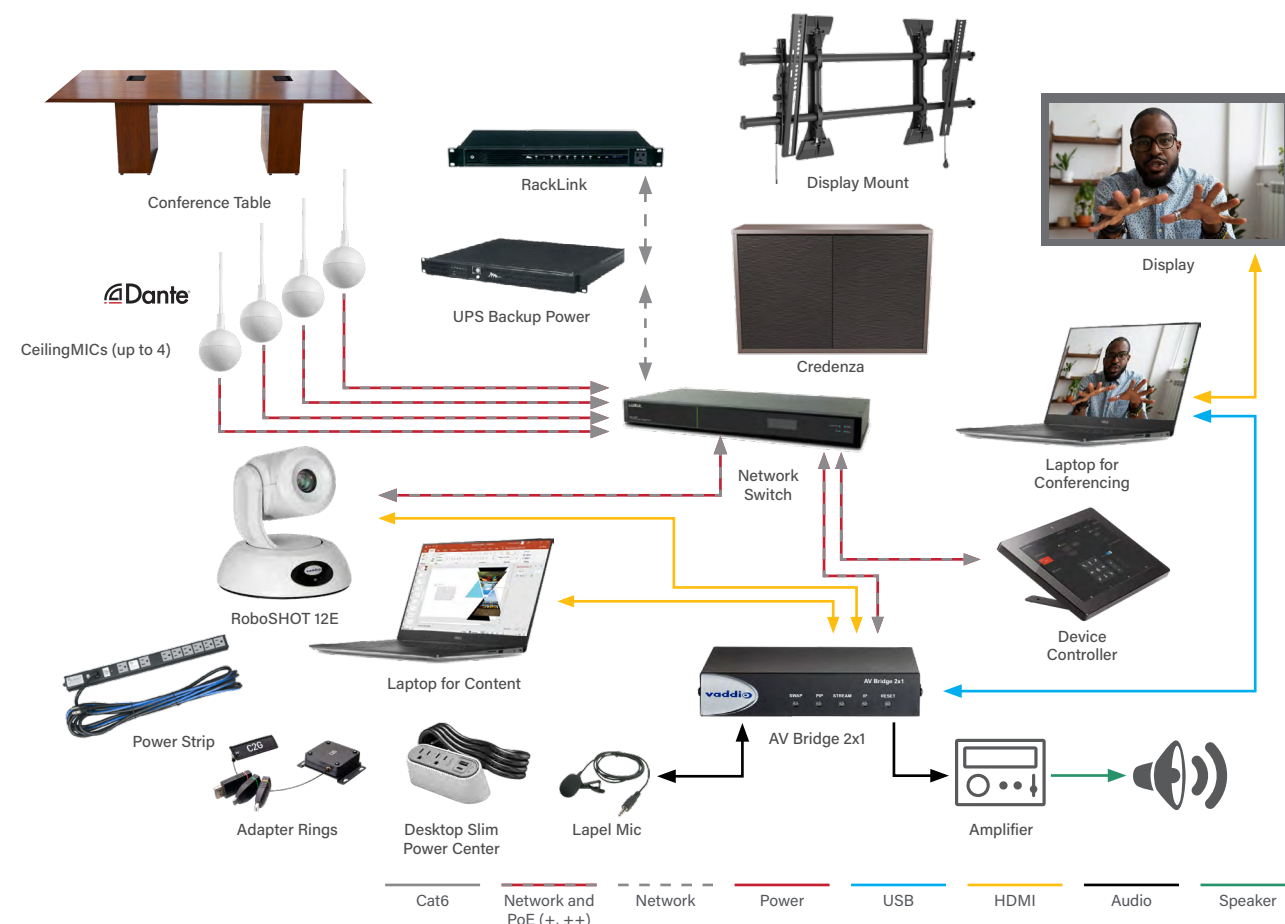 Conference Table
RackLink
Display Mount
Display
Dante
UPS Backup Power
CeilingMICs (up to 4)
Credenza
Network
Switch
Laptop for
Conferencing
RoboSHOT 12E
vaddio
Laptop for Content
Device
Controller
Power Strip
AV Bridge 2x1
vaddio
SWAP PIP STREAM IP RESET
AV Bridge 2x1
C2G
Adapter Rings
Desktop Slim
Power Center
Lapel Mic
Amplifier
Cat6
Network and
PoE (+, ++)
Network
Power
USB
HDMI
Audio
Speaker